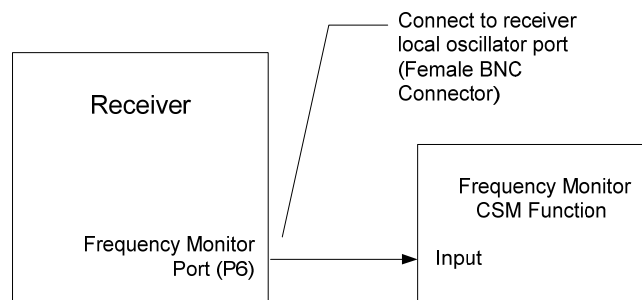 Connect to receiver
local oscillator port
(Female BNC
Connector)
Receiver
Frequency Monitor
Port (P6)
Frequency Monitor
CSM Function
Input